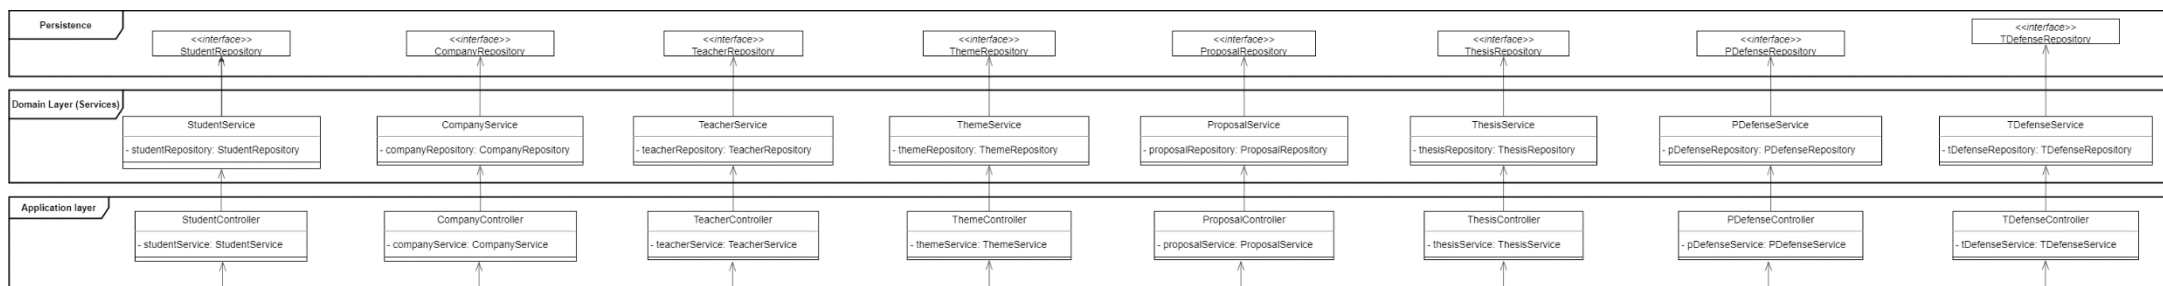 Persistence
<<interface>>
StudentRepository
<<interface>>
CompanyRepository
<<interface>>
TeacherRepository
<<interface>>
ThemeRepository
<<interface>>
ProposalRepository
<<interface>>
ThesisRepository
<<interface>>
PDefenseRepository
<<interface>>
TDefenseRepository
Domain Layer (Services)
StudentService
- studentRepository: StudentRepository
CompanyService
- companyRepository: CompanyRepository
TeacherService
- teacherRepository: TeacherRepository
ThemeService
- themeRepository: ThemeRepository
ProposalService
- proposalRepository: ProposalRepository
ThesisService
- thesisRepository: ThesisRepository
PDefenseService
- pDefenseRepository: PDefenseRepository
TDefenseService
- tDefenseRepository: TDefenseRepository
Application layer
StudentController
- studentService: StudentService
CompanyController
- companyService: CompanyService
TeacherController
- teacherService: TeacherService
ThemeController
- themeService: ThemeService
ProposalController
- proposalService: ProposalService
ThesisController
- thesisService: ThesisService
PDefenseController
- pDefenseService: PDefenseService
TDefenseController
- tDefenseService: TDefenseService